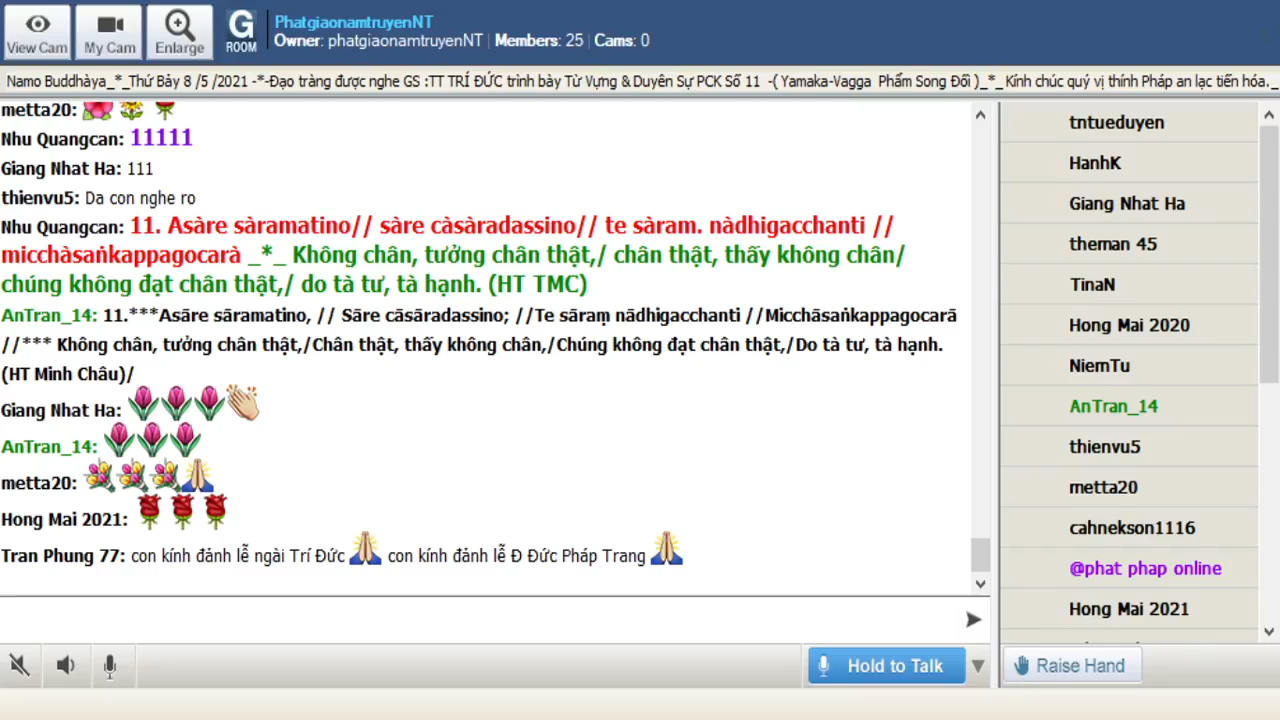 View Cam
My Cam
Enlarge
G
ROOM
PhatgiaonamtruyenNT
Owner: phatgiaonamtruyenNT | Members: 25 | Cams: 0
Namo Buddhàya_*_Thứ Bảy 8 /5 /2021 -*-Đạo tràng được nghe GS :TT TRÍ ĐỨC trình bày Từ Vựng & Duyên Sự PCK Số 11 -( Yamaka-Vagga Phẩm Song Đối )_*_Kính chúc quý vị thính Pháp an lạc tiến hóa._
metta20:
Nhu Quangcan: 11111
Giang Nhat Ha: 111
thienvu5: Da con nghe ro
Nhu Quangcan: 11. Asàre sàramatino// sàre càsàradassino// te sàram. nàdhigacchanti //
micchàsaṅkappagocarà _*_ Không chân, tưởng chân thật,/ chân thật, thấy không chân/
chúng không đạt chân thật,/ do tà tư, tà hạnh. (HT TMC)
AnTran_14: 11.***Asāre sāramatino, // Sāre cāsāradassino; //Te sāraṃ nādhigacchanti //Micchāsaṅkappagocarā
//*** Không chân, tưởng chân thật,/Chân thật, thấy không chân,/Chúng không đạt chân thật,/Do tà tư, tà hạnh.
(HT Minh Châu)/
Giang Nhat Ha:
AnTran_14:
metta20:
Hong Mai 2021:
Tran Phung 77: con kính đảnh lễ ngài Trí Đức con kính đảnh lễ Đ Đức Pháp Trang
Hold to Talk
tntueduyen
HanhK
Giang Nhat Ha
theman 45
TinaN
Hong Mai 2020
NiemTu
AnTran_14
thienvu5
metta20
cahnekson1116
@phat phap online
Hong Mai 2021
Raise Hand